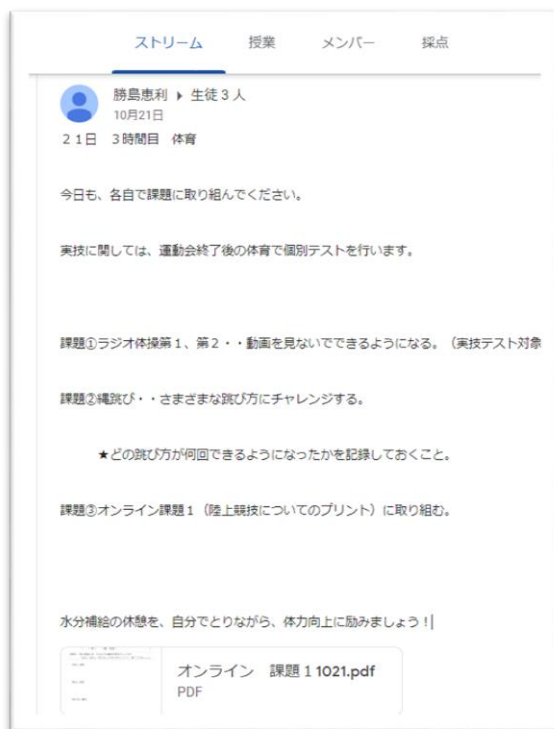 ストリーム 授業 メンバー 採点
勝島恵利 ▶ 生徒3人
10月21日
21日 3時間目 体育
今日も、各自で課題に取り組んでください。
実技に関しては、運動会終了後の体育で個別テストを行います。
課題①ラジオ体操第1、第2・・動画を見ないでできるようになる。（実技テスト対象
課題②縄跳び・・さまざまな跳び方にチャレンジする。
★どの跳び方が何回できるようになったかを記録しておくこと。
課題③オンライン課題1（陸上競技についてのプリント）に取り組む。
水分補給の休憩を、自分でとりながら、体力向上に励みましょう！
オンライン 課題1 1021.pdf
PDF